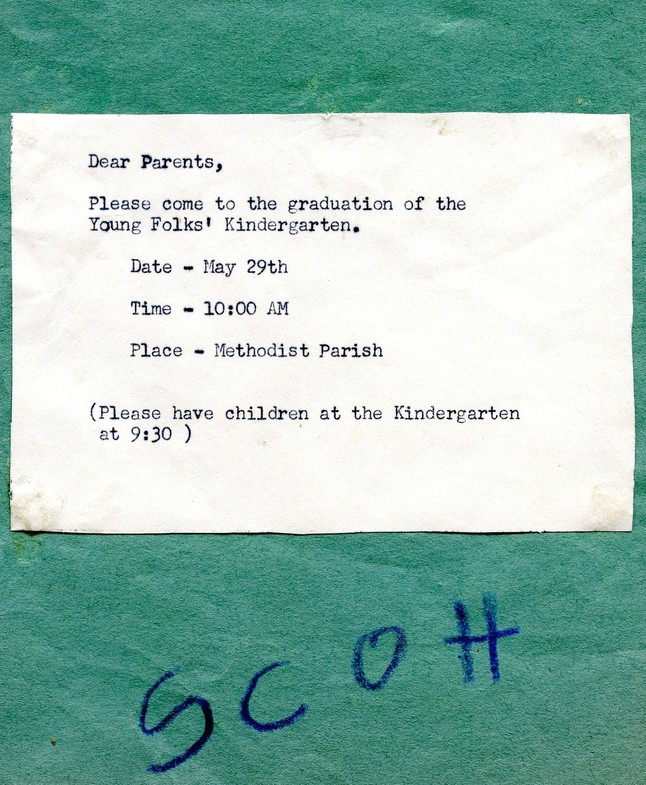 Dear Parents,
Please come to the graduation of the
Young Folks' Kindergarten.
Date - May 29th
Time - 10:00 AM
Place - Methodist Parish
(Please have children at the Kindergarten
at 9:30 )
SCOtt